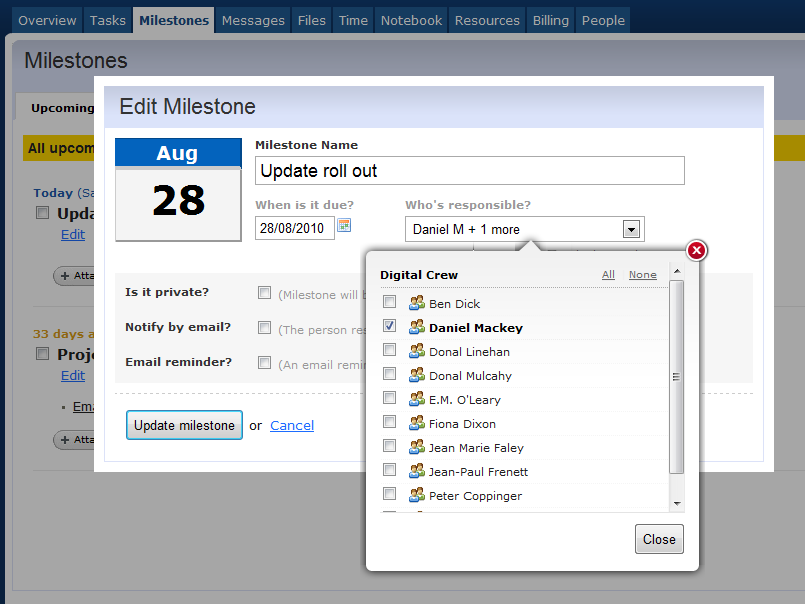 Overview Tasks Milestones Messages Files Time Notebook Resources Billing People
Milestones
Upcoming
All upcom
Today (Sa
Upda
Edit
+ Atta
33 days a
Proje
Edit
Ema
+ Atta
Edit Milestone
Aug
28
Milestone Name
Update roll out
When is it due?
28/08/2010
Who's responsible?
Daniel M + 1 more
Is it private?
(Milestone will b
Notify by email?
(The person res
Email reminder?
(An email remin
Update milestone or Cancel
Digital Crew All None
Ben Dick
Daniel Mackey
Donal Linehan
Donal Mulcahy
E.M. O'Leary
Fiona Dixon
Jean Marie Faley
Jean-Paul Frenett
Peter Coppinger
Close